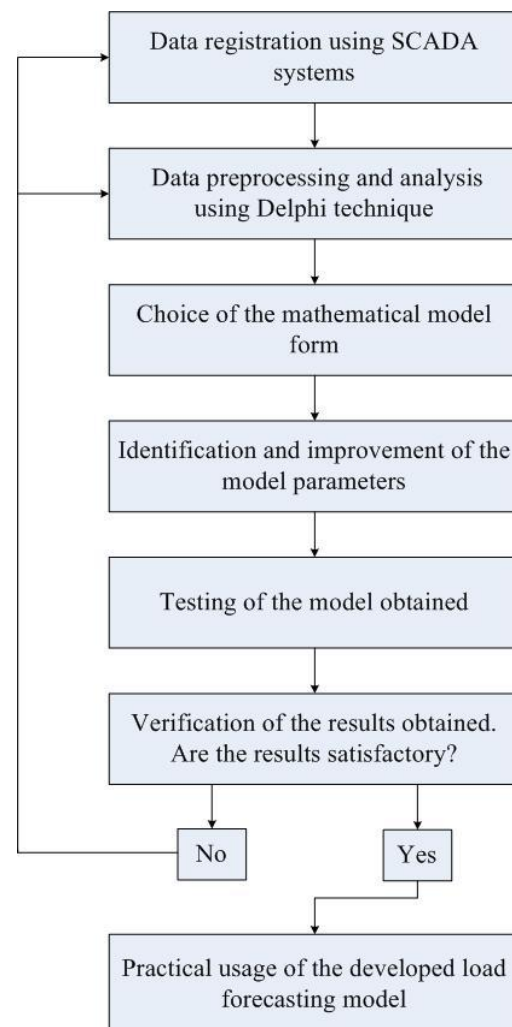 Data registration using SCADA
systems
Data preprocessing and analysis
using Delphi technique
Choice of the mathematical model
form
Identification and improvement of the
model parameters
Testing of the model obtained
Verification of the results obtained.
Are the results satisfactory?
No
Yes
Practical usage of the developed load
forecasting model